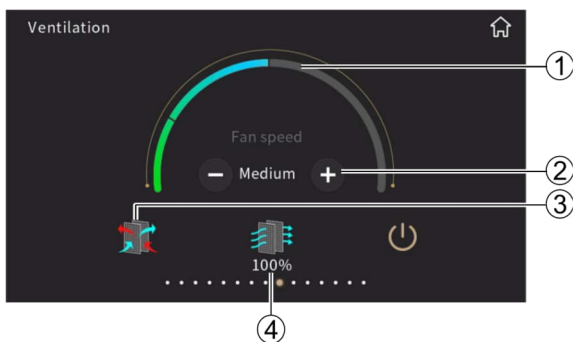 Ventilation
1
Fan speed
− Medium +
2
3
100%
4